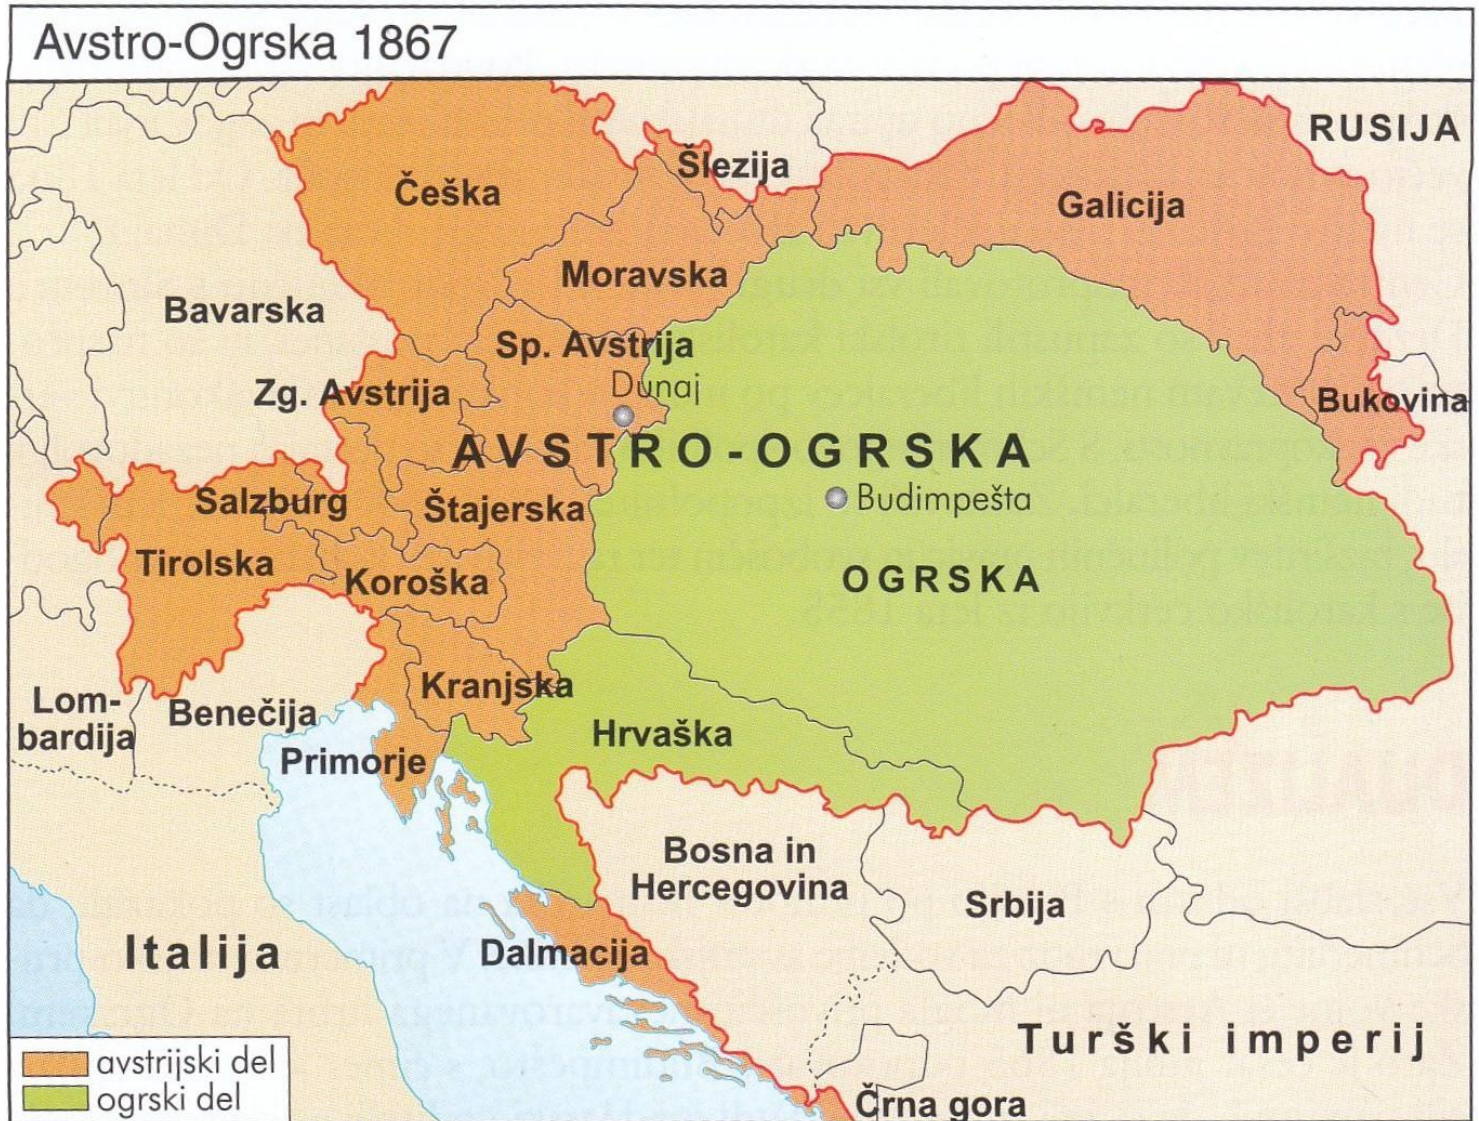 Avstro-Ogrska 1867
RUSIJA
Šlezija
Češka
Galicija
Moravska
Bavarska
Sp. Avstrija
Dunaj
Zg. Avstrija
Bukovina
AVSTRO-OGRSKA
Budimpešta
Salzburg
Štajerska
Tirolska
Koroška
OGRSKA
Kranjska
Lom-
bardija
Benečija
Hrvaška
Primorje
Bosna in
Hercegovina
Srbija
Italija
Dalmacija
Turški imperij
Črna gora
avstrijski del
ogrski del